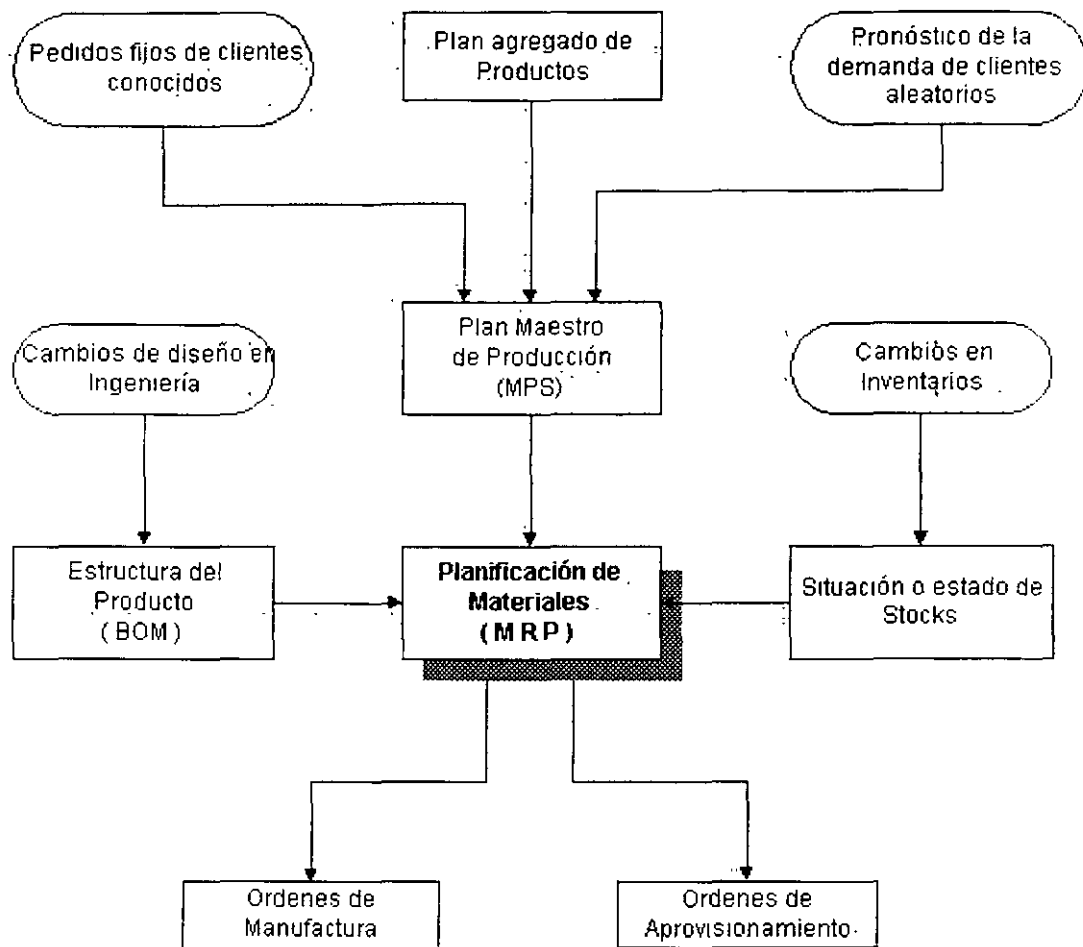 Pedidos fijos de clientes
conocidos
Plan agregado de
Productos
Pronóstico de la
demanda de clientes
aleatorios
Plan Maestro
de Producción
(MPS)
Cambios de diseño en
Ingeniería
Cambios en
Inventarios
Estructura del
Producto
( BOM )
Planificación de
Materiales
( M R P )
Situación o estado de
Stocks
Ordenes de
Manufactura
Ordenes de
Aprovisionamiento